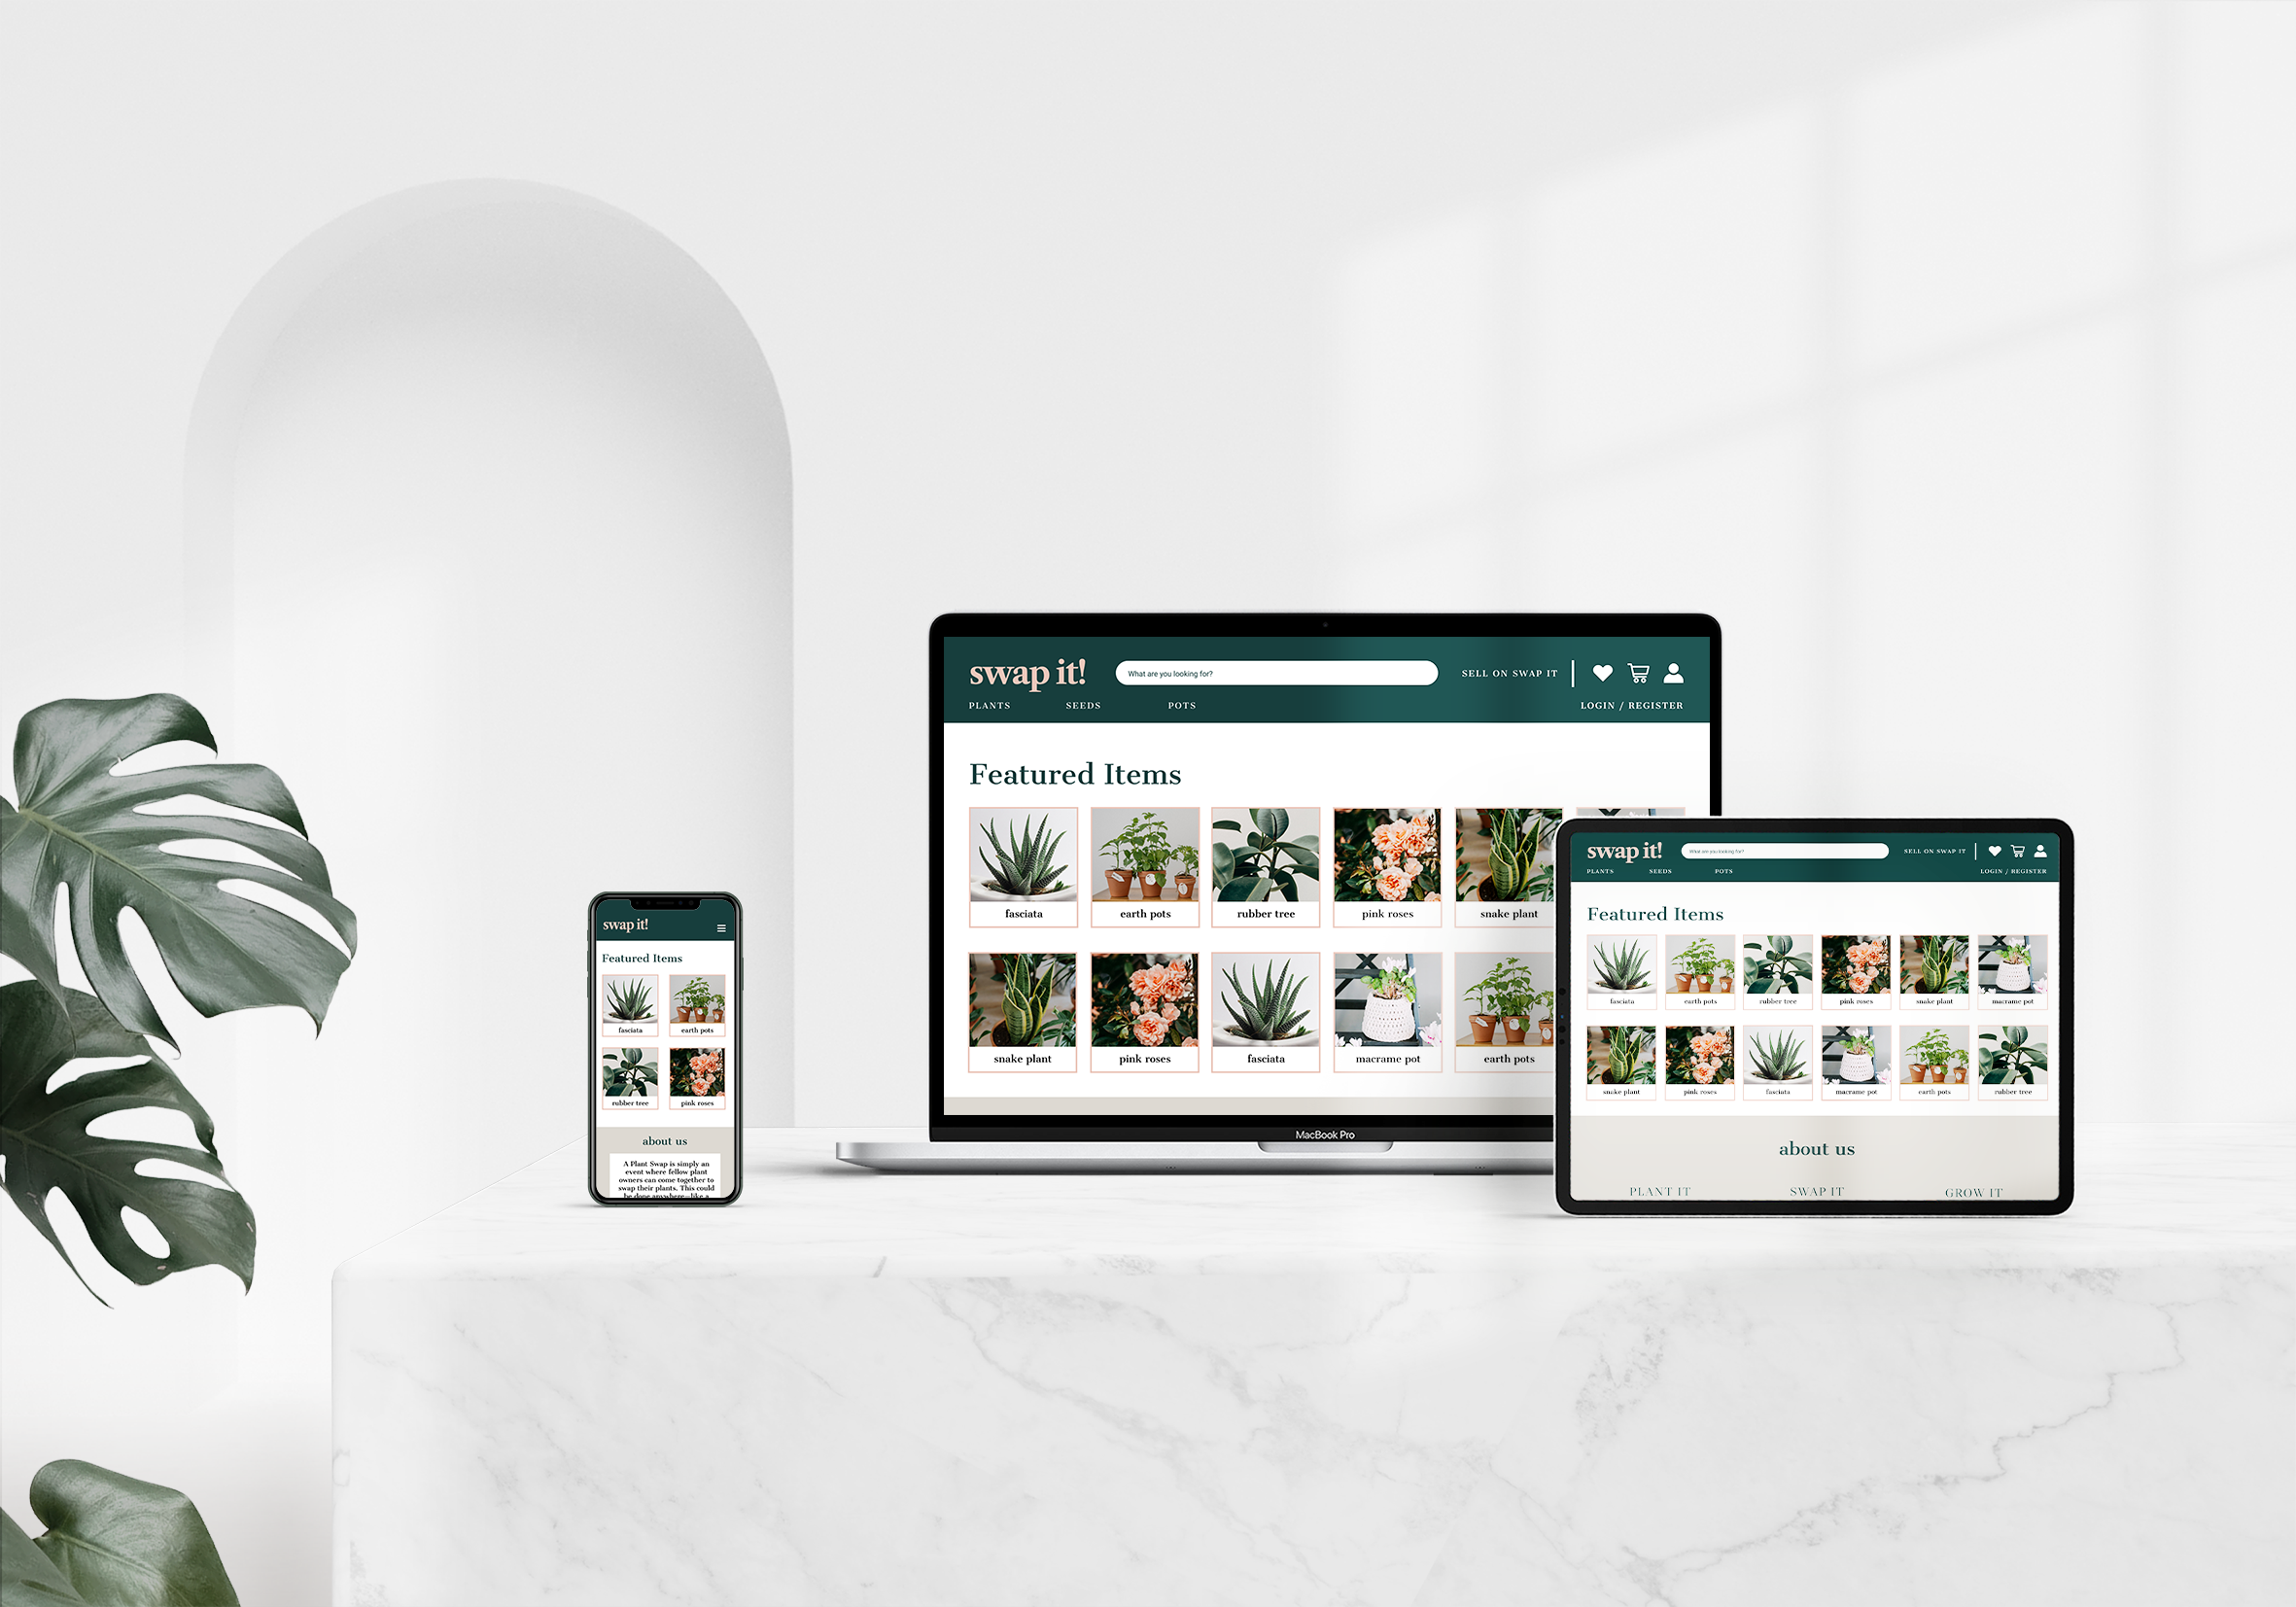 swap it!
What are you looking for?
SELL ON SWAP IT
PLANTS SEEDS POTS LOGIN / REGISTER
Featured Items
fasciata earth pots rubber tree pink roses snake plant
snake plant pink roses fasciata macrame pot earth pots
MacBook Pro
swap it!
Featured Items
fasciata earth pots
rubber tree pink roses
about us
A Plant Swap is simply an
event where fellow plant
owners can come together to
swap their plants. This could
be done anywhere—like a
swap it!
What are you looking for?
SELL ON SWAP IT
PLANTS SEEDS POTS LOGIN / REGISTER
Featured Items
fasciata earth pots rubber tree pink roses snake plant macrame pot
snake plant pink roses fasciata macrame pot earth pots rubber tree
about us
PLANT IT SWAP IT GROW IT